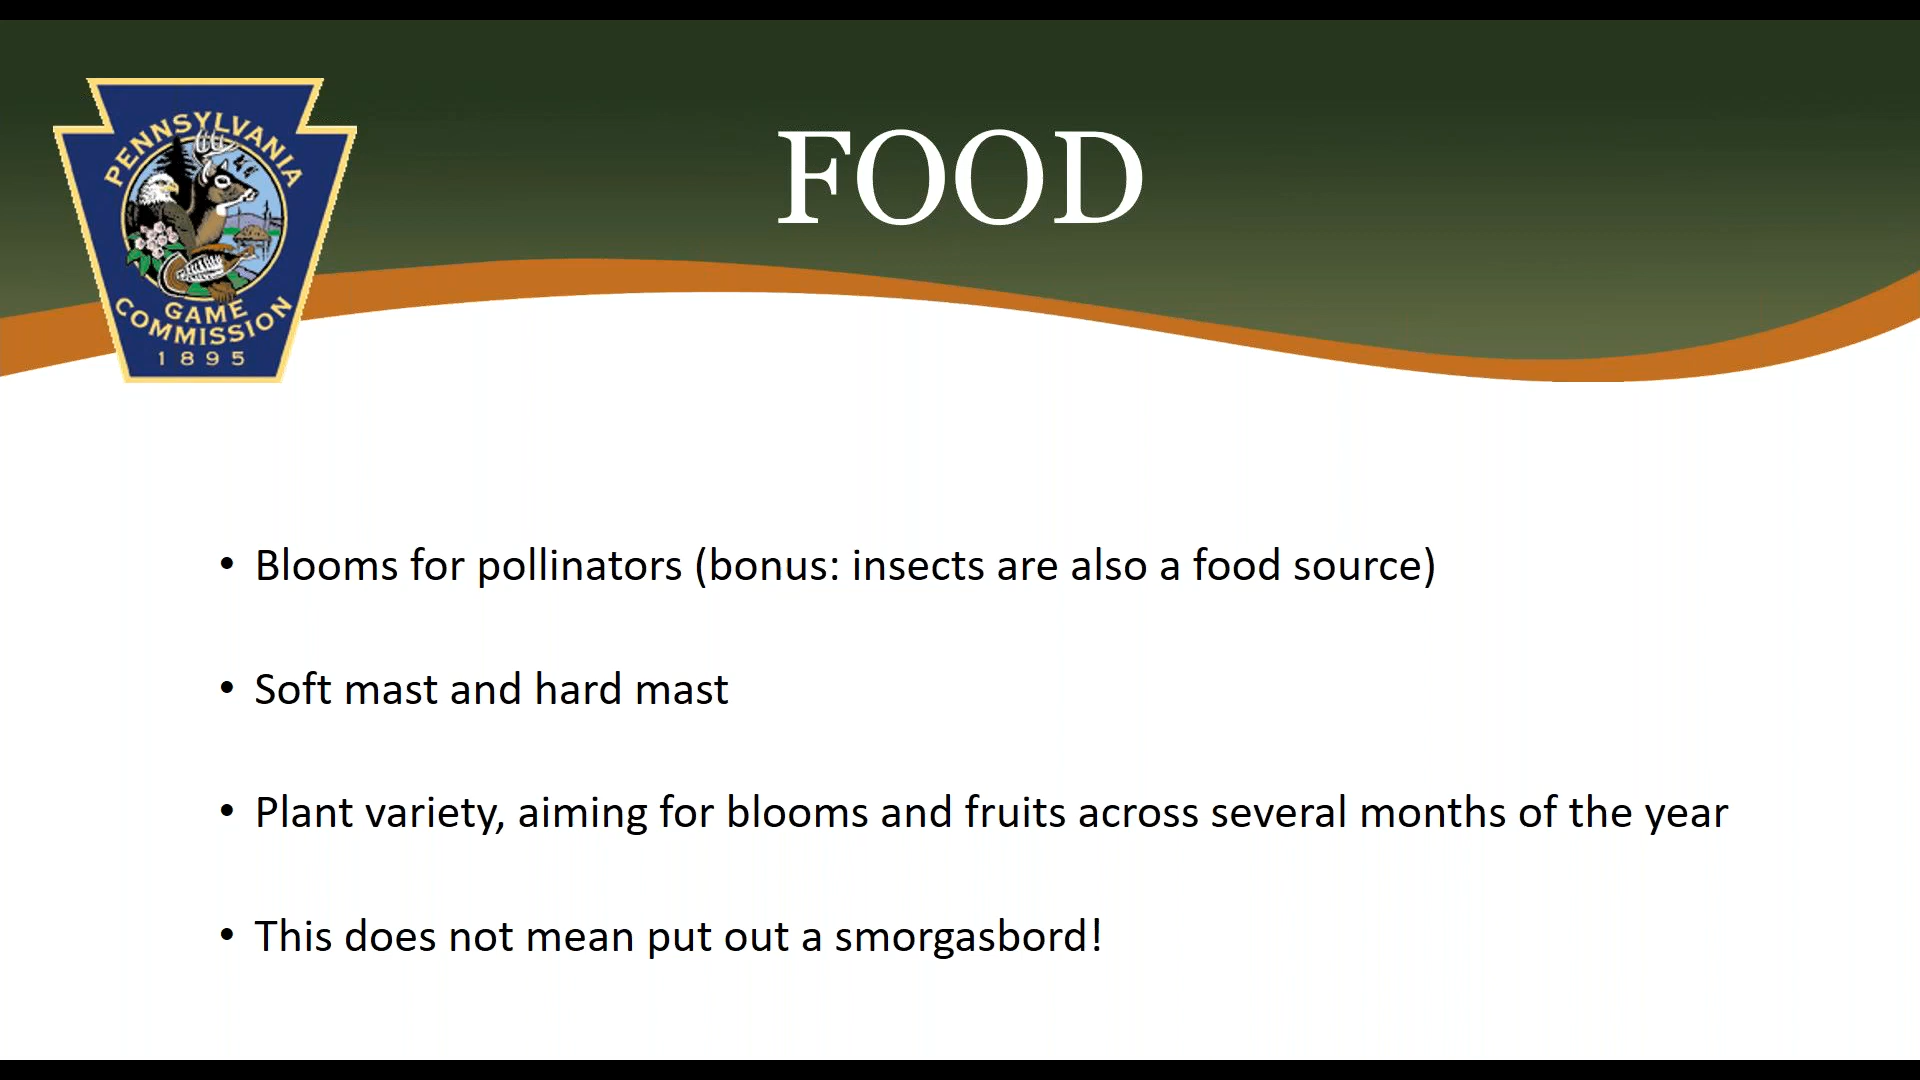 PENNSYLVANIA
GAME
COMMISSION
1895
FOOD
• Blooms for pollinators (bonus: insects are also a food source)
• Soft mast and hard mast
• Plant variety, aiming for blooms and fruits across several months of the year
• This does not mean put out a smorgasbord!